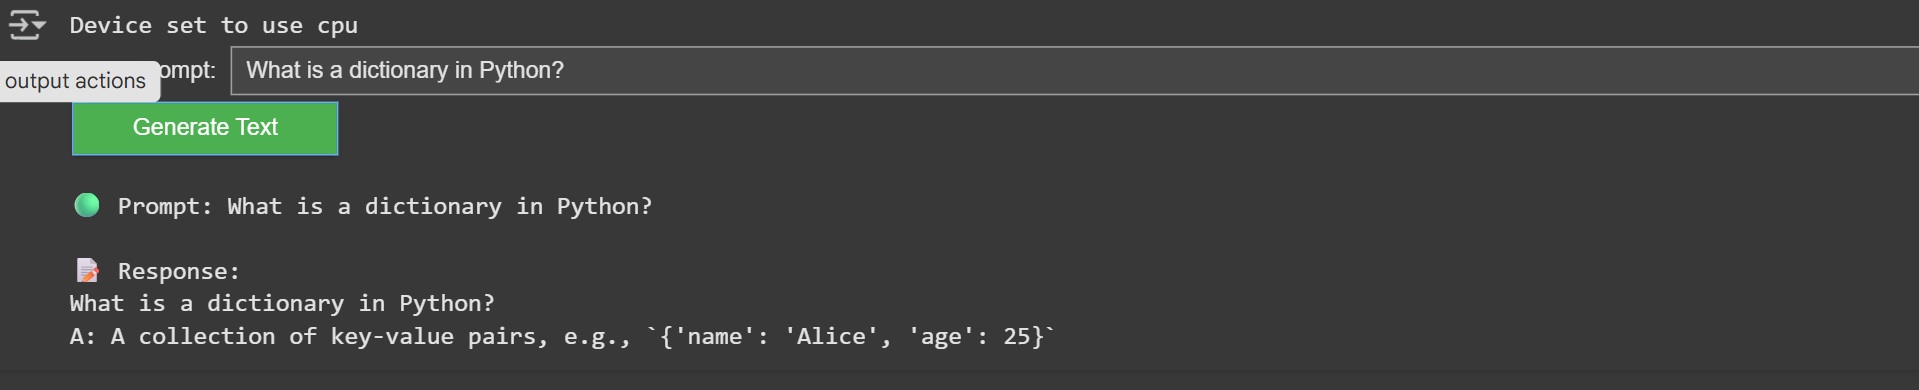 Device set to use cpu
ompt: What is a dictionary in Python?
output actions
Generate Text
Prompt: What is a dictionary in Python?
Response:
What is a dictionary in Python?
A: A collection of key-value pairs, e.g., `{'name': 'Alice', 'age': 25}`